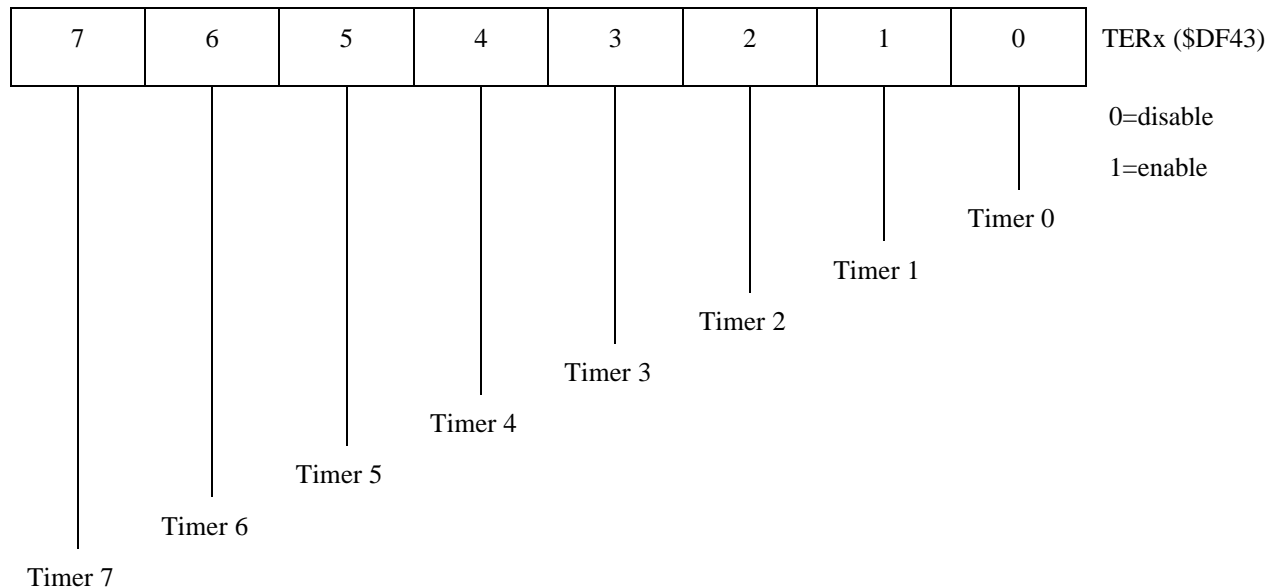 7 6 5 4 3 2 1 0 TERx ($DF43)
0=disable
1=enable
Timer 0
Timer 1
Timer 2
Timer 3
Timer 4
Timer 5
Timer 6
Timer 7